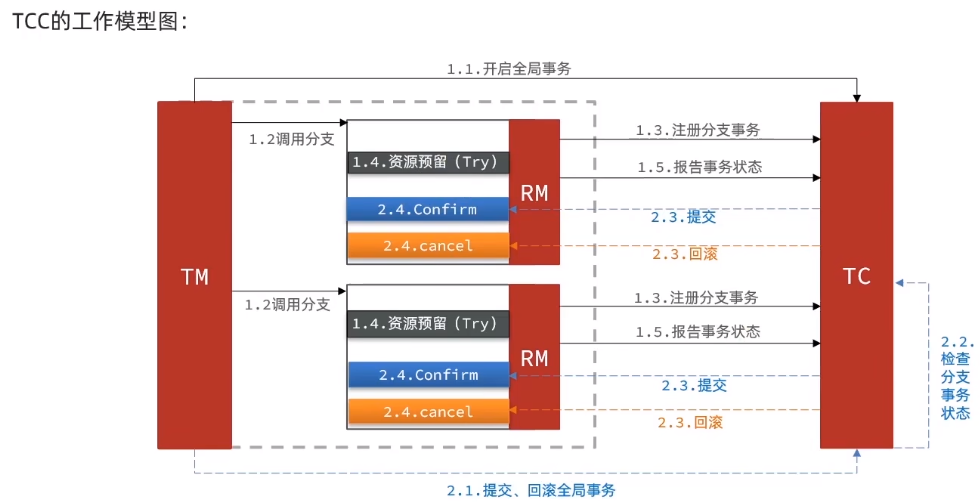 TCC的工作模型图：
1.1.开启全局事务
1.2调用分支
1.3.注册分支事务
1.4.资源预留（Try）
1.5.报告事务状态
RM
2.4.Confirm
2.3.提交
2.4.cancel
2.3.回滚
TM
TC
1.2调用分支
1.3.注册分支事务
1.4.资源预留（Try）
1.5.报告事务状态
RM
2.4.Confirm
2.3.提交
2.4.cancel
2.3.回滚
2.2.
检查
分支
事务
状态
2.1.提交、回滚全局事务